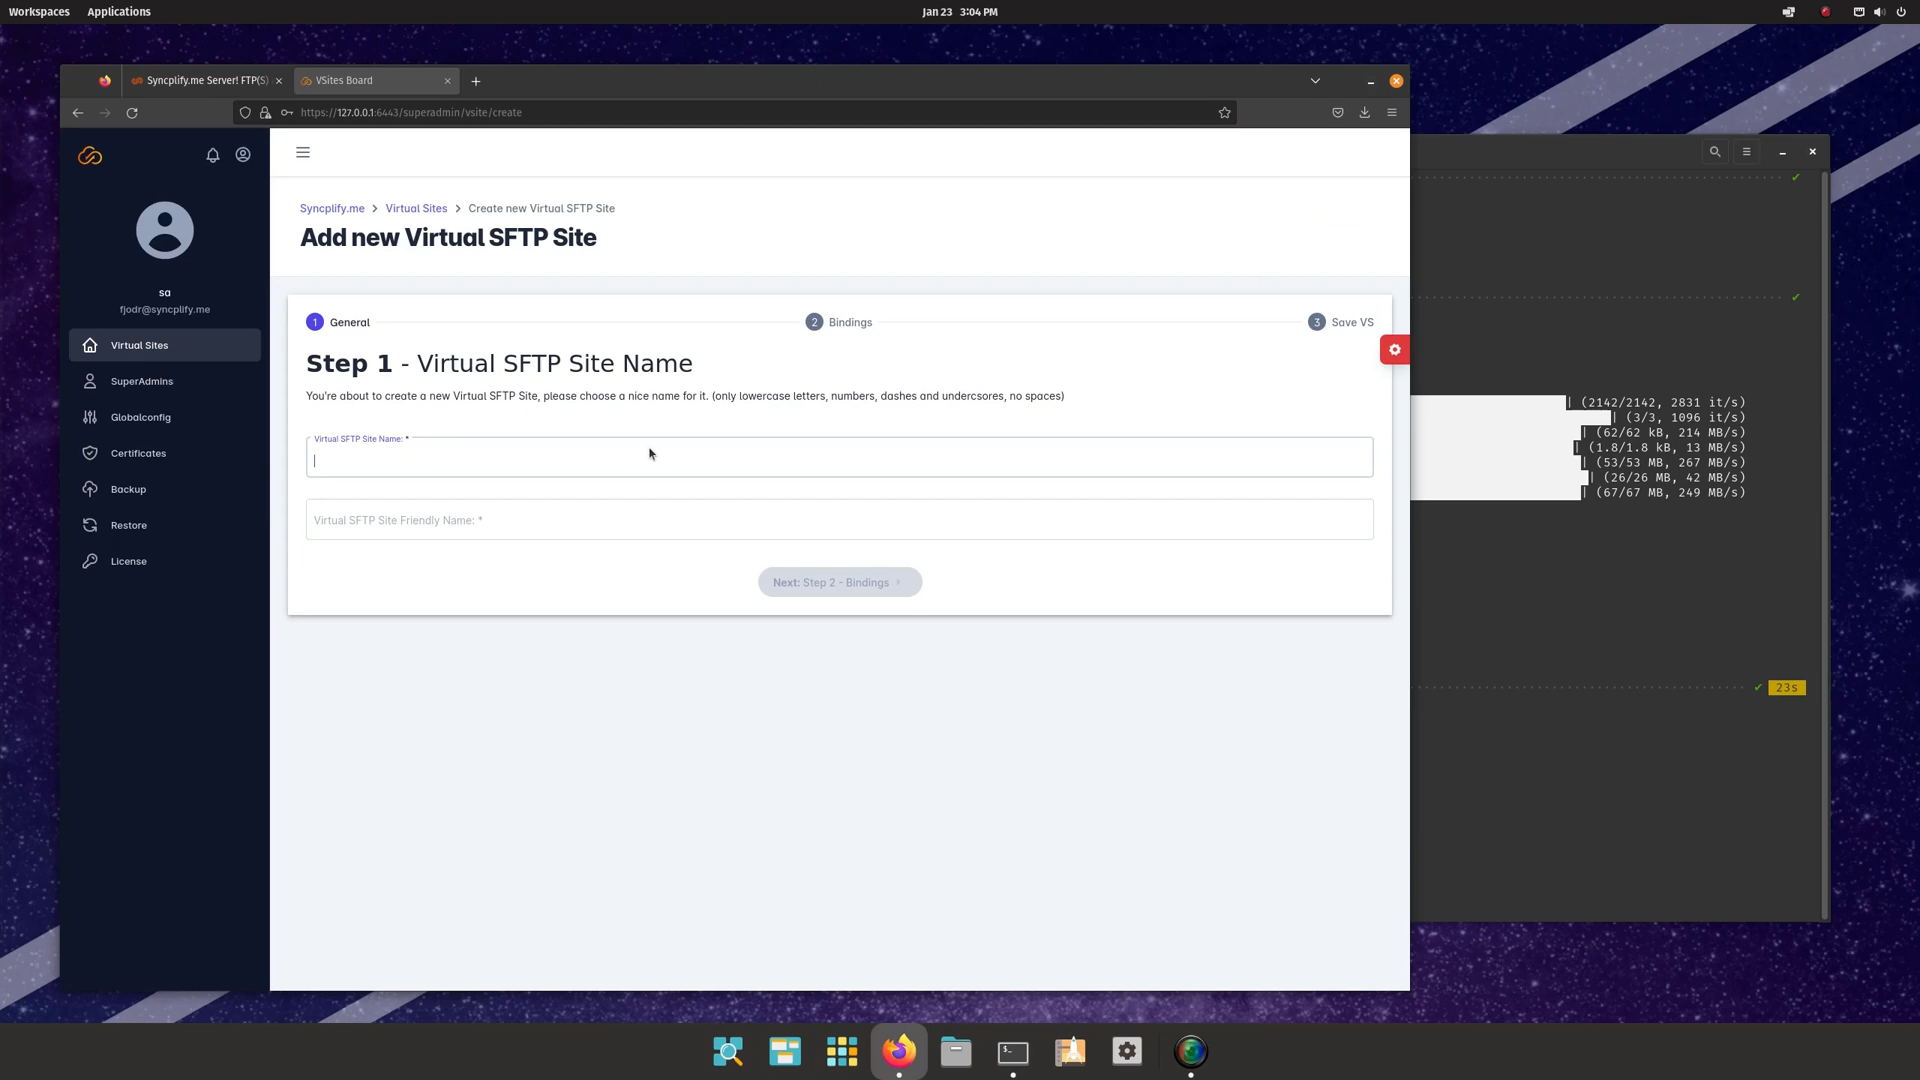 Workspaces Applications Jan 23 3:04 PM
Syncplify.me Server! FTP(S) VSites Board
https://127.0.0.1:6443/superadmin/vsite/create
Syncplify.me > Virtual Sites > Create new Virtual SFTP Site
Add new Virtual SFTP Site
sa
fjodr@syncplify.me
Virtual Sites
SuperAdmins
Globalconfig
Certificates
Backup
Restore
License
1 General 2 Bindings 3 Save VS
Step 1 - Virtual SFTP Site Name
You're about to create a new Virtual SFTP Site, please choose a nice name for it. (only lowercase letters, numbers, dashes and undercsores, no spaces)
Virtual SFTP Site Name: *
Virtual SFTP Site Friendly Name: *
Next: Step 2 - Bindings
| (2142/2142, 2831 it/s)
| (3/3, 1096 it/s)
| (62/62 kB, 214 MB/s)
| (1.8/1.8 kB, 13 MB/s)
| (53/53 MB, 267 MB/s)
| (26/26 MB, 42 MB/s)
| (67/67 MB, 249 MB/s)
23s